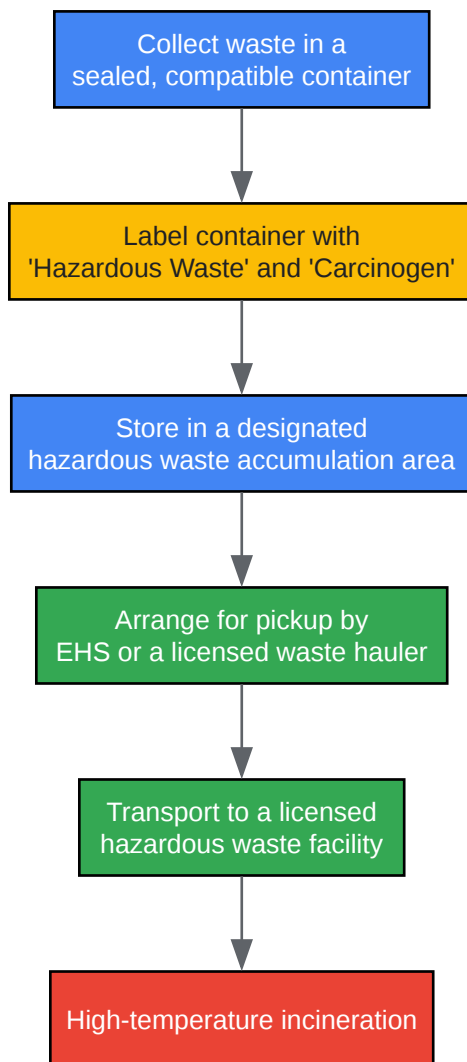 Collect waste in a
sealed, compatible container
Label container with
'Hazardous Waste' and 'Carcinogen'
Store in a designated
hazardous waste accumulation area
Arrange for pickup by
EHS or a licensed waste hauler
Transport to a licensed
hazardous waste facility
High-temperature incineration